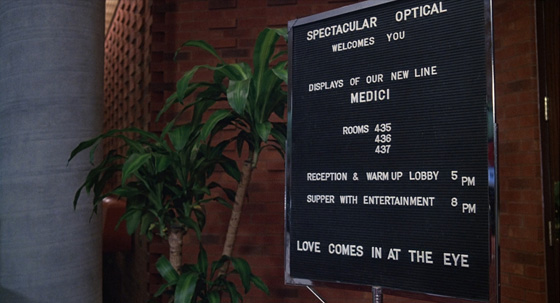 SPECTACULAR OPTICAL
WELCOMES YOU
DISPLAYS OF OUR NEW LINE
MEDICI
ROOMS 435
436
437
RECEPTION & WARM UP LOBBY 5 PM
SUPPER WITH ENTERTAINMENT 8 PM
LOVE COMES IN AT THE EYE